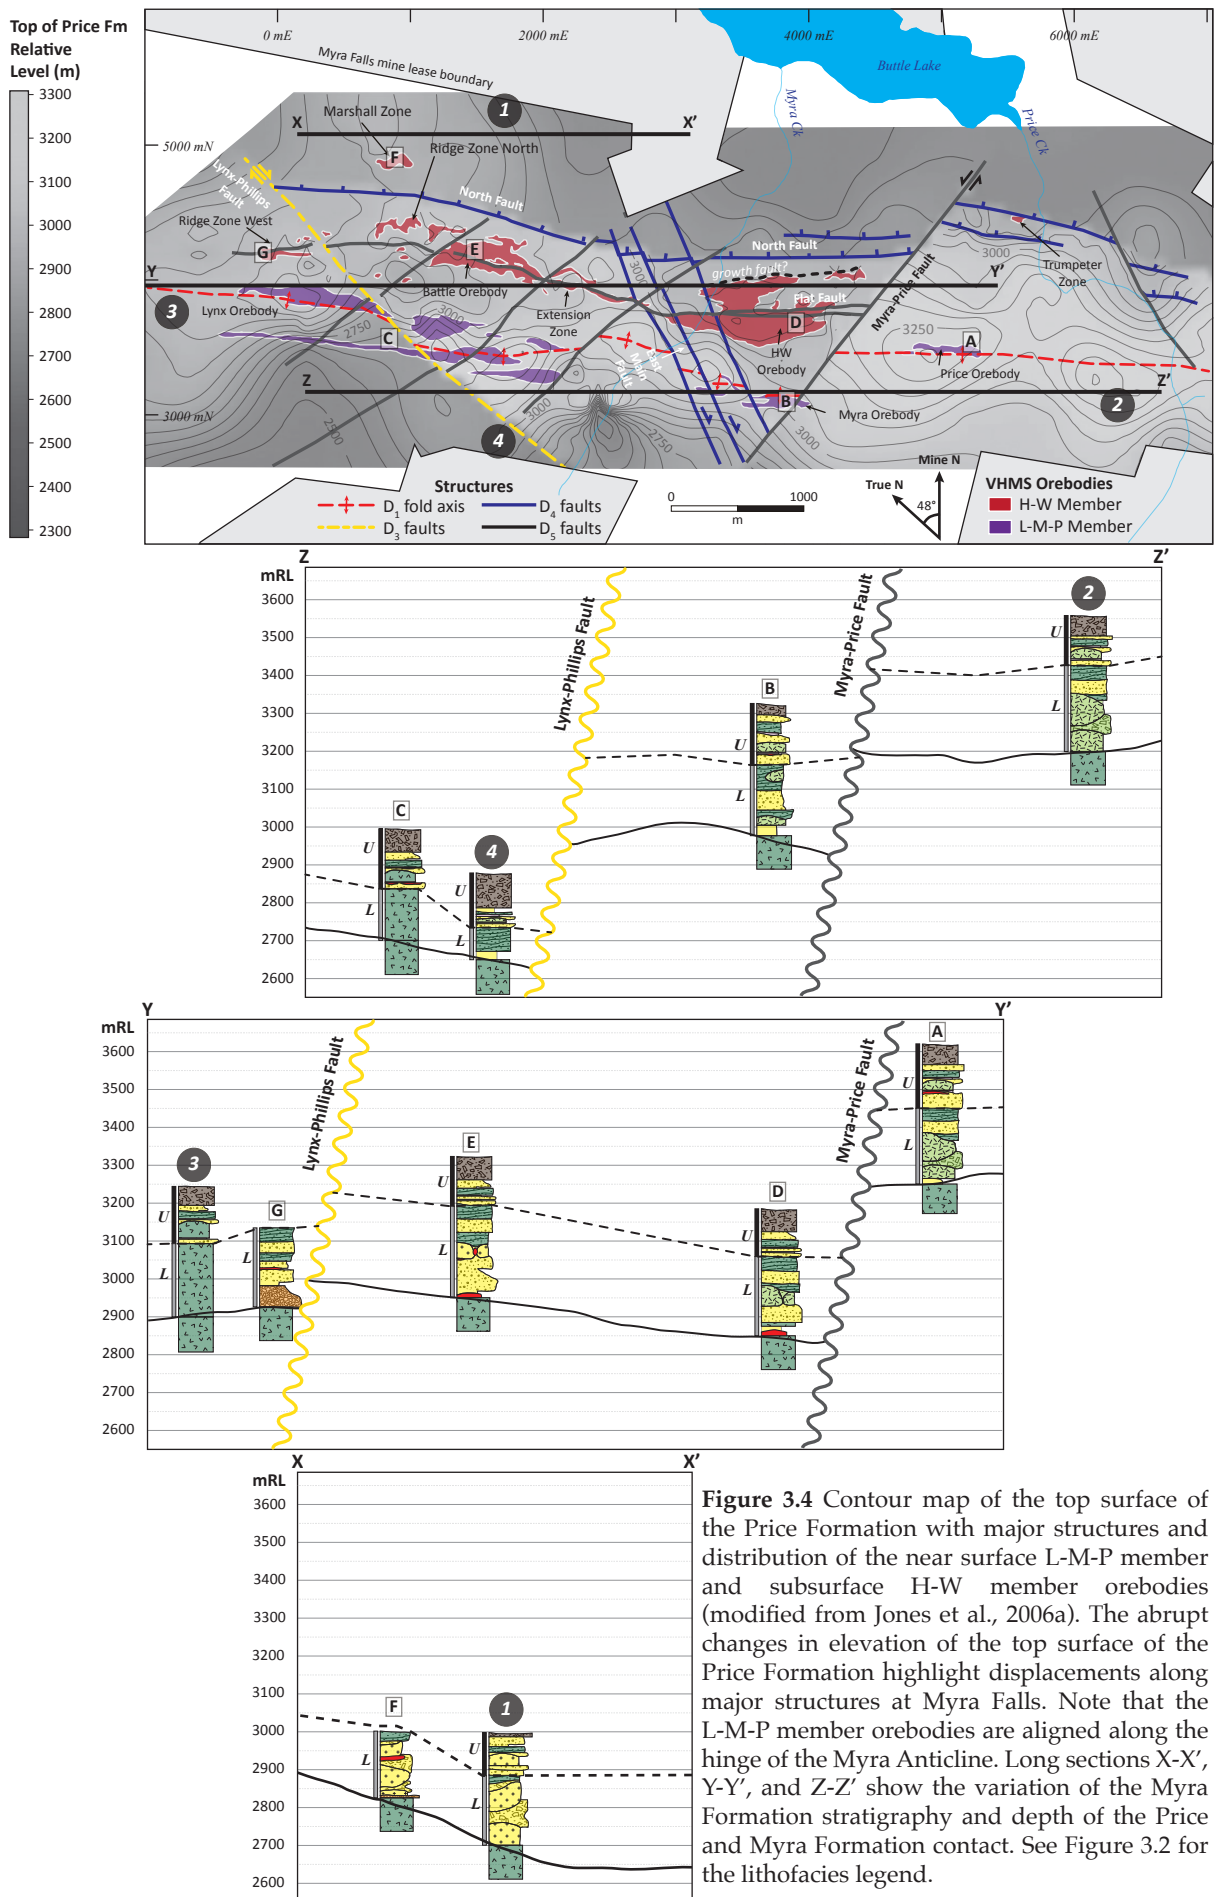 Top of Price Fm
Relative
Level (m)
3300
3200
3100
3000
2900
2800
2700
2600
2500
2400
2300
0 mE
2000 mE
4000 mE
6000 mE
5000 mN
3000 mN
Myra Falls mine lease boundary
Buttle Lake
Myra Ck
Price Ck
1
X
X'
Marshall Zone
F
Ridge Zone North
Lynx-Phillips
Fault
North Fault
Ridge Zone West
G
E
North Fault
growth fault?
3000
Trumpeter
Zone
Y
Y'
3
Battle Orebody
Lynx Orebody
Extension
Zone
Flat Fault
Myra-Price Fault
D
HW
Orebody
3000
2750
3000
C
3250
A
Price Orebody
East
Main
Fault
Z
Z'
B
Myra Orebody
2
3000
2500
2750
3000
4
Structures
D1 fold axis
D3 faults
D4 faults
D5 faults
0
1000
m
Mine N
True N
48°
VHMS Orebodies
H-W Member
L-M-P Member
Z
Z'
mRL
3600
3500
3400
3300
3200
3100
3000
2900
2800
2700
2600
Lynx-Phillips Fault
Myra-Price Fault
2
U
L
B
U
L
C
U
L
4
U
L
Y
Y'
mRL
3600
3500
3400
3300
3200
3100
3000
2900
2800
2700
2600
Lynx-Phillips Fault
Myra-Price Fault
A
U
L
3
U
L
G
L
E
U
L
D
U
L
X
X'
mRL
3600
3500
3400
3300
3200
3100
3000
2900
2800
2700
2600
F
L
1
U
L
Figure 3.4 Contour map of the top surface of
the Price Formation with major structures and
distribution of the near surface L-M-P member
and subsurface H-W member orebodies
(modified from Jones et al., 2006a). The abrupt
changes in elevation of the top surface of the
Price Formation highlight displacements along
major structures at Myra Falls. Note that the
L-M-P member orebodies are aligned along the
hinge of the Myra Anticline. Long sections X-X',
Y-Y', and Z-Z' show the variation of the Myra
Formation stratigraphy and depth of the Price
and Myra Formation contact. See Figure 3.2 for
the lithofacies legend.